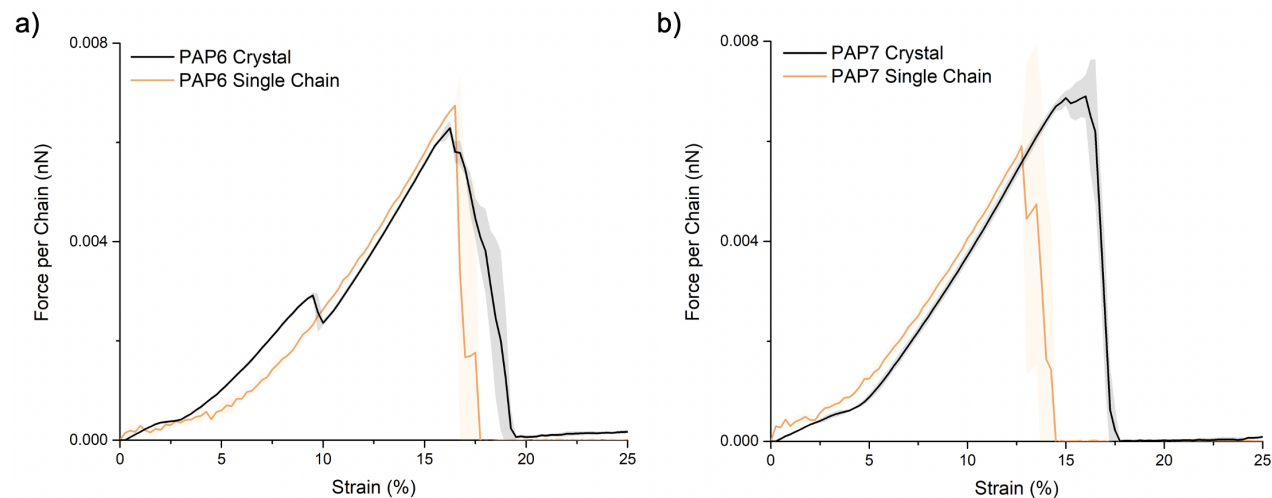 a)
0.008
PAP6 Crystal
PAP6 Single Chain
Force per Chain (nN)
0.004
0.000
0 5 10 15 20 25
Strain (%)
b)
0.008
PAP7 Crystal
PAP7 Single Chain
Force per Chain (nN)
0.004
0.000
0 5 10 15 20 25
Strain (%)